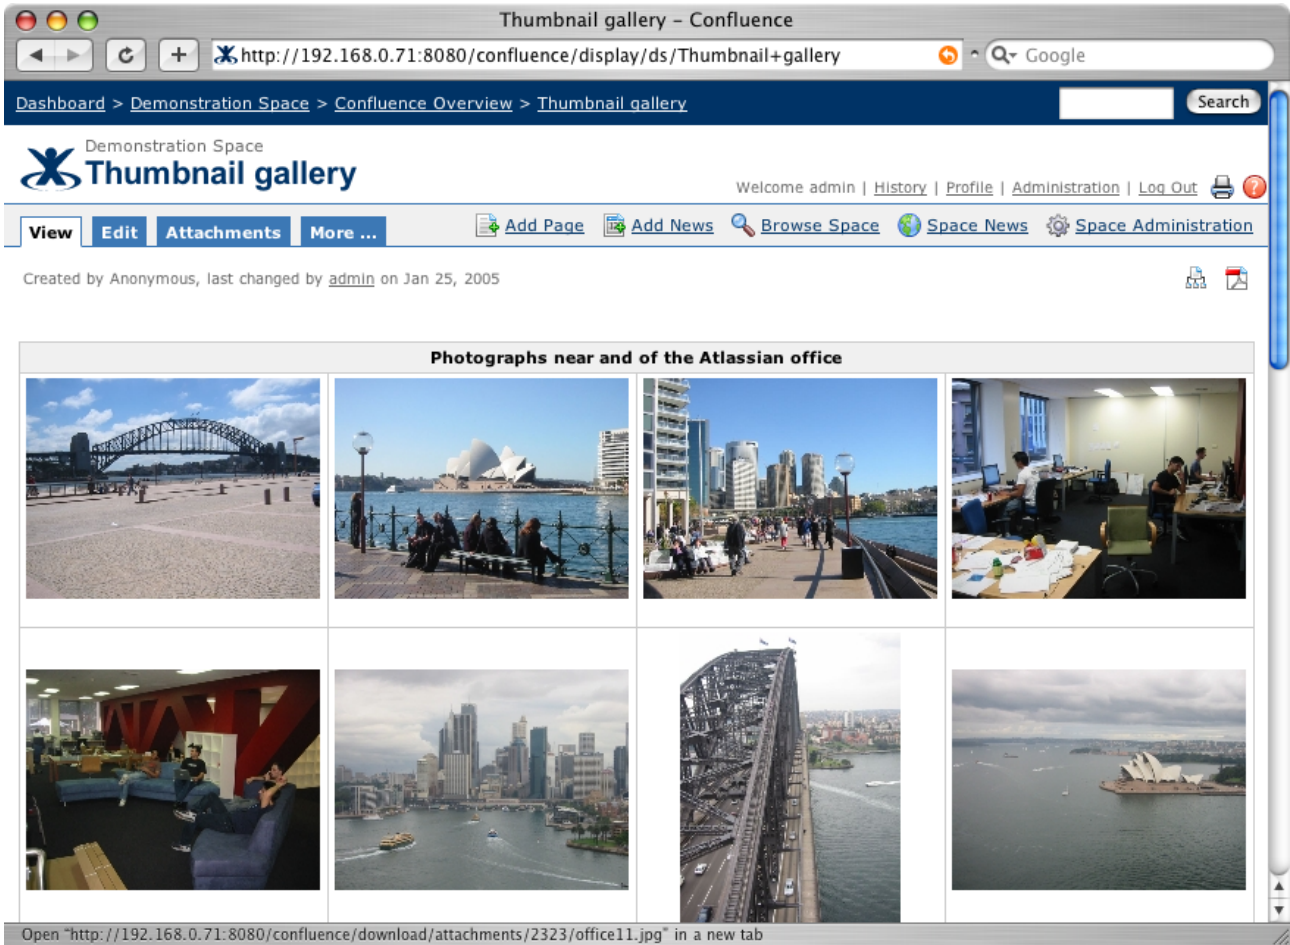 Thumbnail gallery – Confluence
http://192.168.0.71:8080/confluence/display/ds/Thumbnail+gallery
Google
Dashboard > Demonstration Space > Confluence Overview > Thumbnail gallery
Search
Demonstration Space
Thumbnail gallery
Welcome admin | History | Profile | Administration | Log Out
View Edit Attachments More ...
Add Page Add News Browse Space Space News Space Administration
Created by Anonymous, last changed by admin on Jan 25, 2005
Photographs near and of the Atlassian office
Open "http://192.168.0.71:8080/confluence/download/attachments/2323/office11.jpg" in a new tab